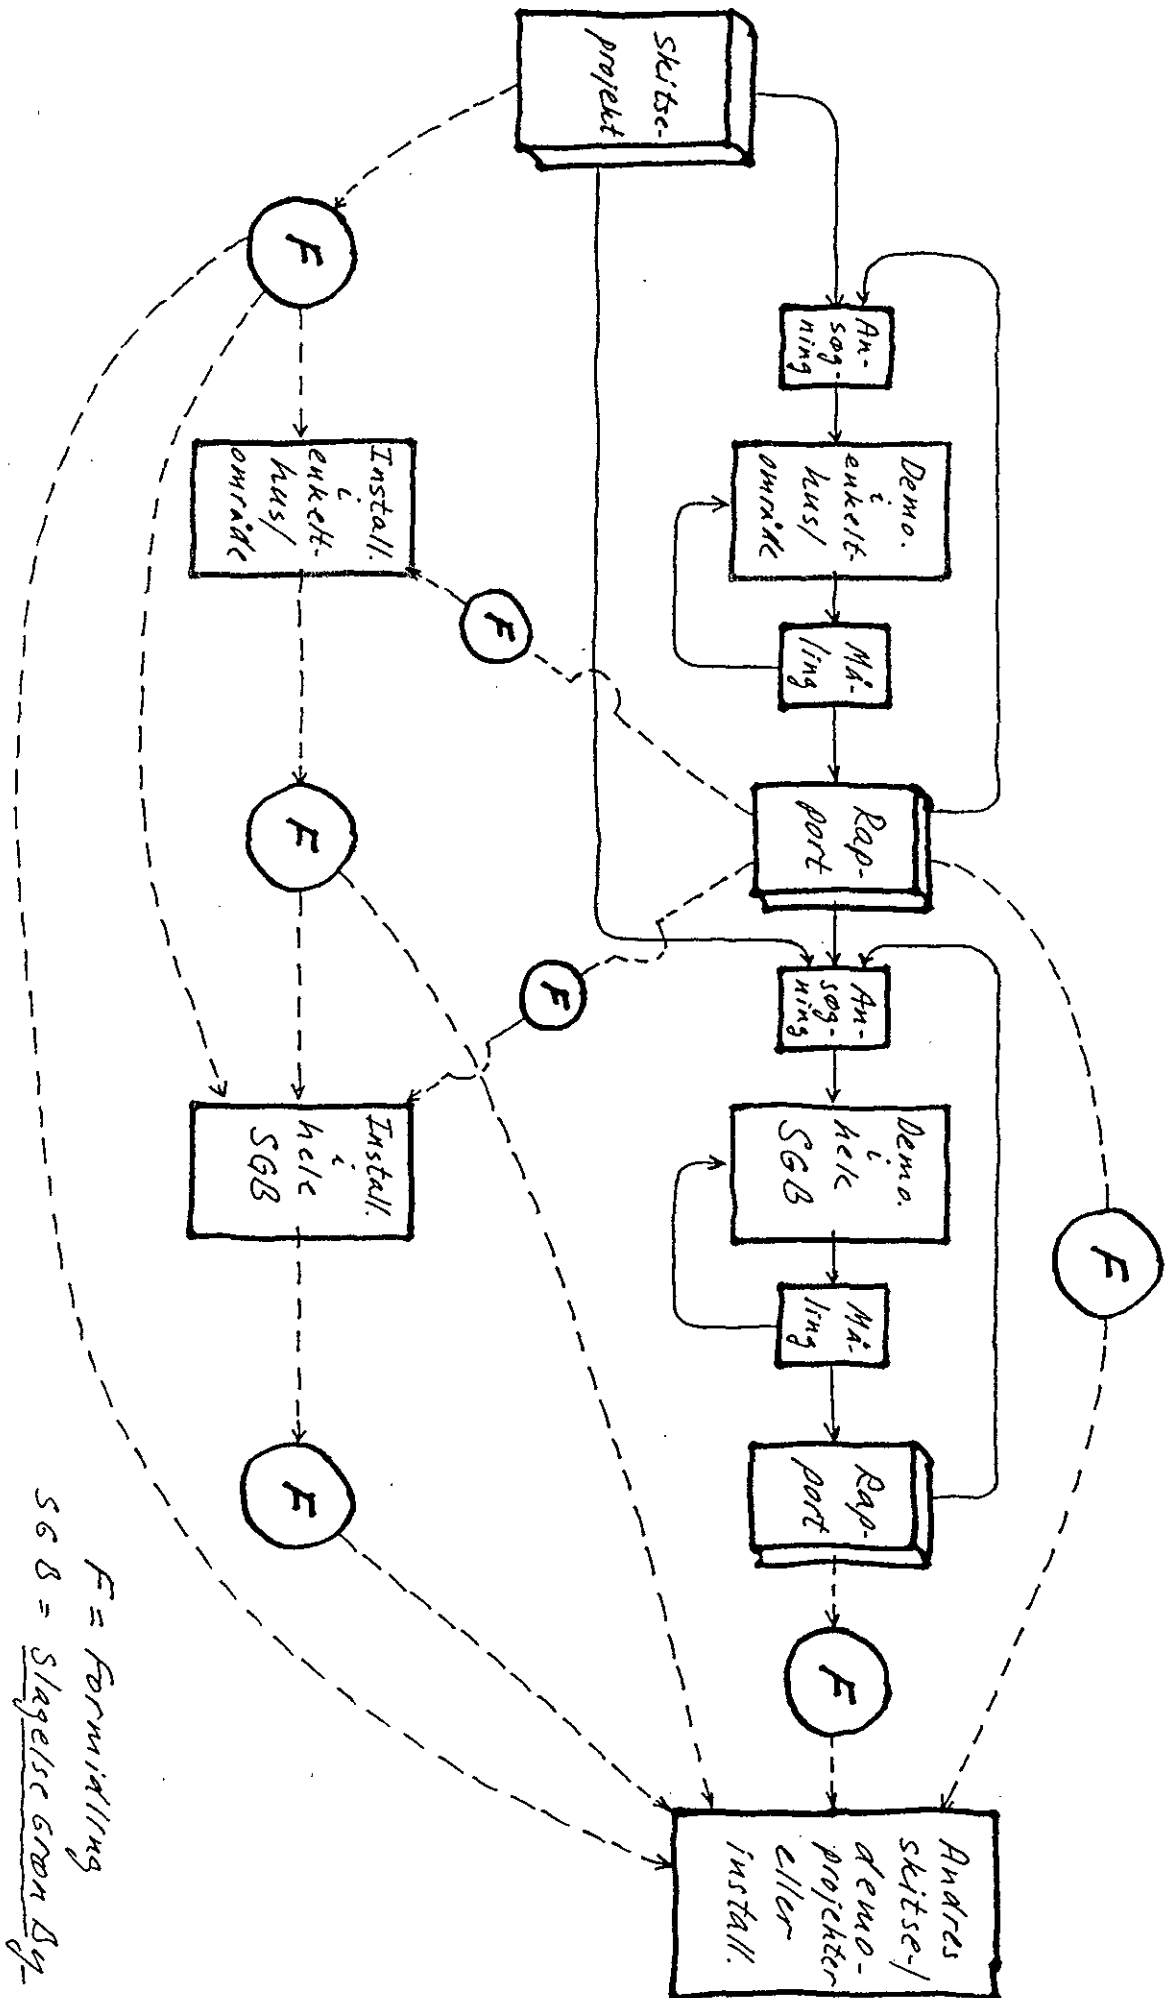 Skitse-
projekt
An-
søg-
ning
Demo.
i
enkelt-
hus/
område
Må-
ling
Rap-
port
An-
søg-
ning
Demo.
i
hele
SGB
Må-
ling
Rap-
port
F
F
F
F
Andres
skitse-/
demo-
projekter
eller
install.
F
Install.
i
enkelt-
hus/
område
F
Install.
i
hele
SGB
F
F = Formidling
SGB = Slagelse Grøn By